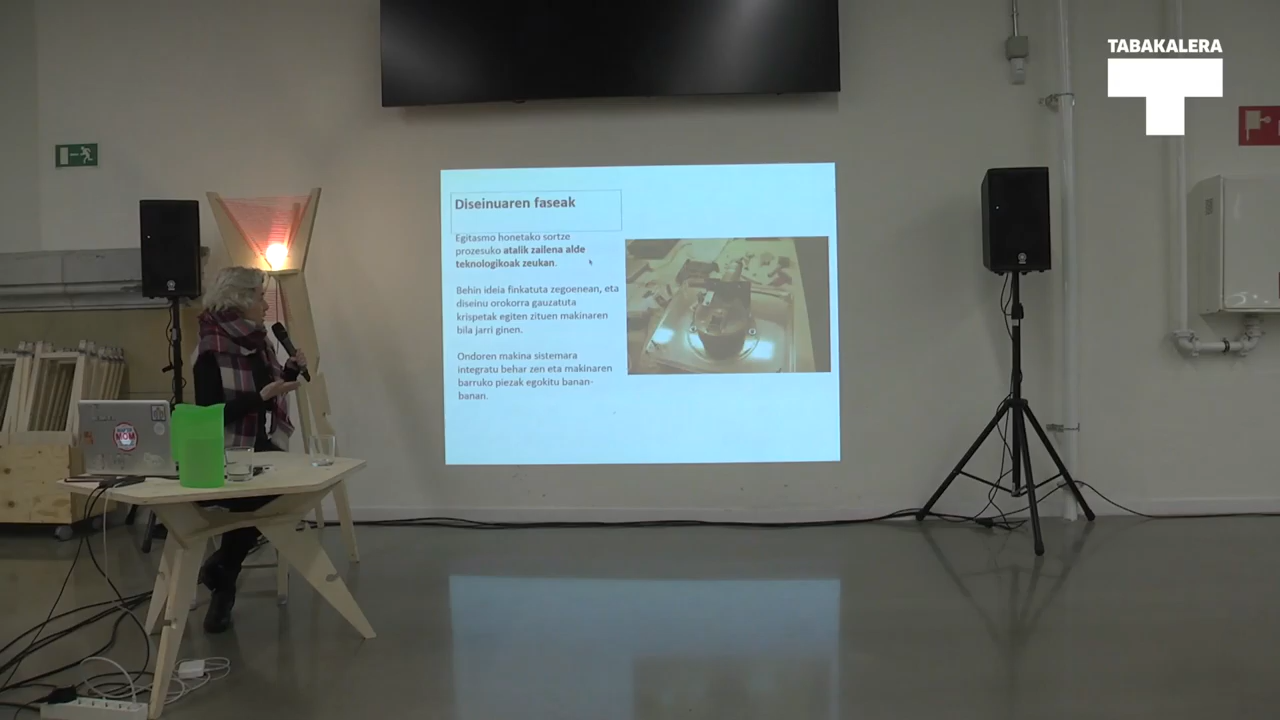 TABAKALERA
Diseinuaren faseak
Egitasmo honetako sortze
prozesuko atalik zailena alde
teknologikoak zeukan.
Behin ideia finkatuta zegoenean, eta
diseinu orokorra gauzatuta
krispetak egiten zituen makinaren
bila jarri ginen.
Ondoren makina sistemara
integratu behar zen eta makinaren
barruko piezak egokitu banan-
banan.
MOM